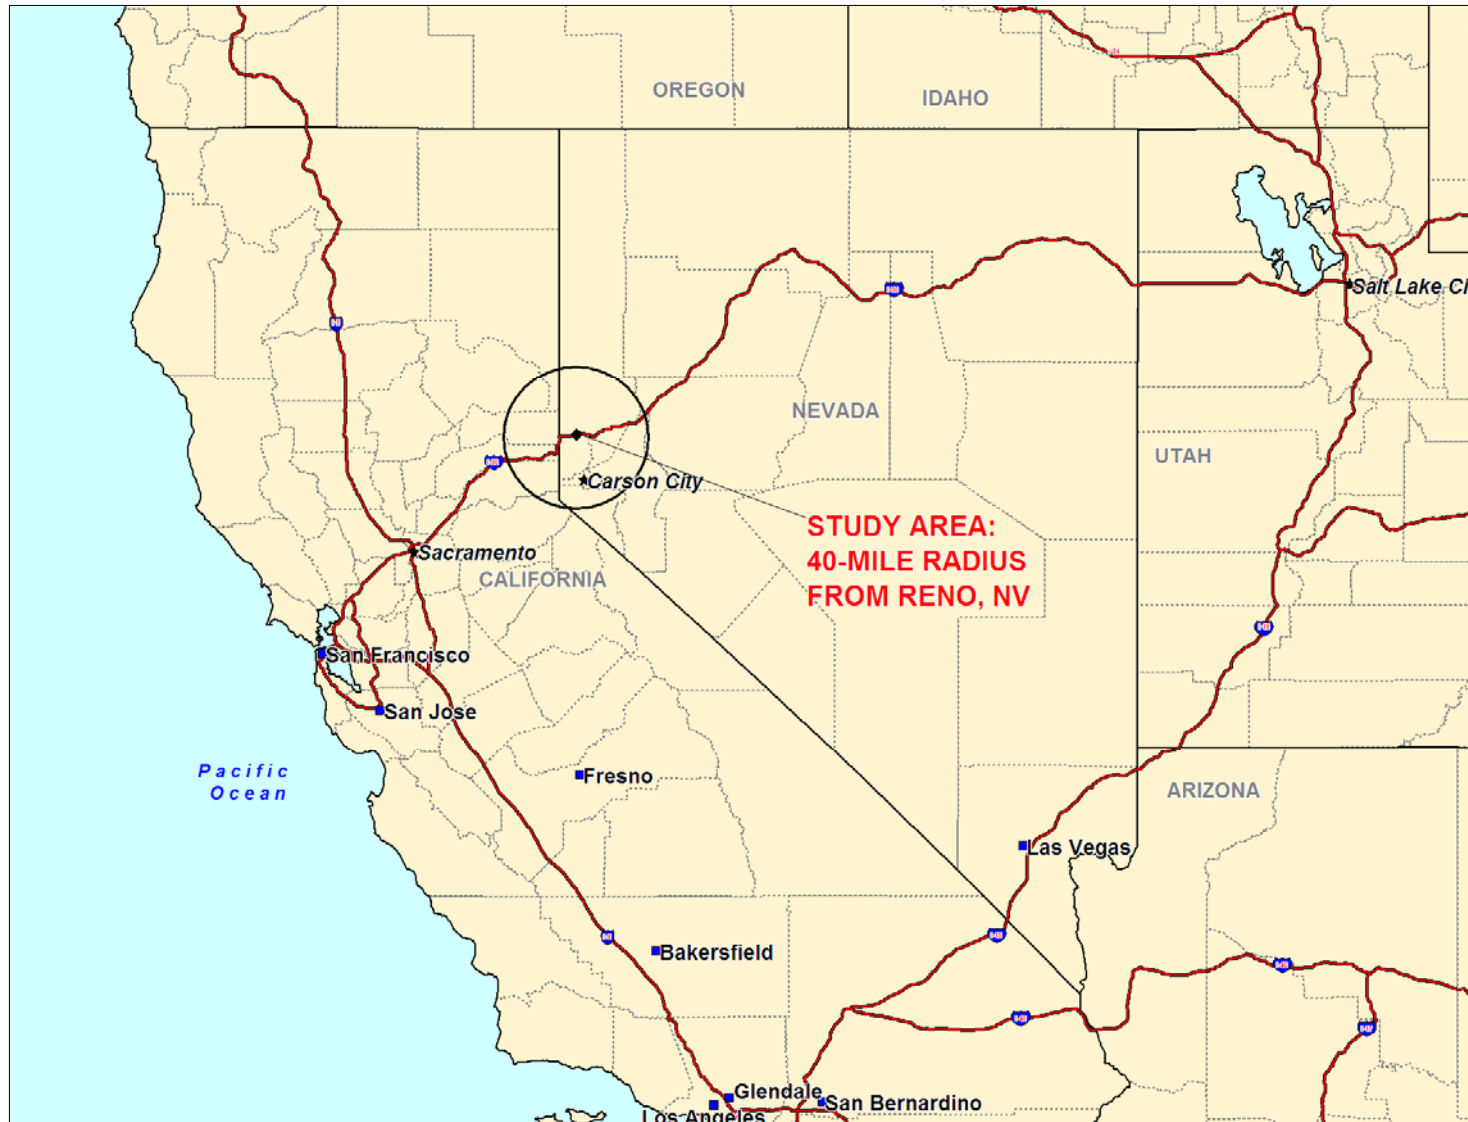 OREGON
IDAHO
Salt Lake Ci
NEVADA
UTAH
Carson City
STUDY AREA:
40-MILE RADIUS
FROM RENO, NV
Sacramento
CALIFORNIA
San Francisco
San Jose
Pacific
Ocean
Fresno
ARIZONA
Las Vegas
Bakersfield
Glendale
Los Angeles
San Bernardino